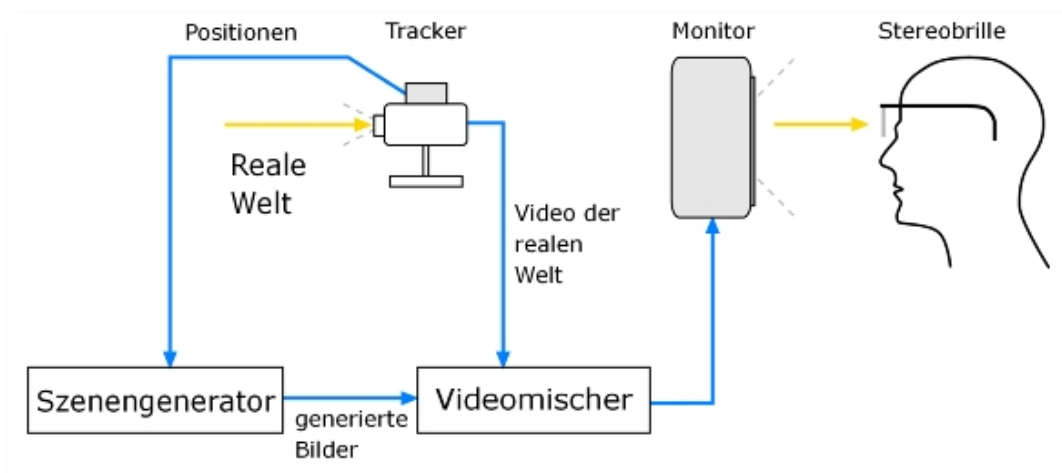 Positionen
Tracker
Monitor
Stereobrille
Reale
Welt
Video der
realen
Welt
Szenengenerator
generierte
Bilder
Videomischer